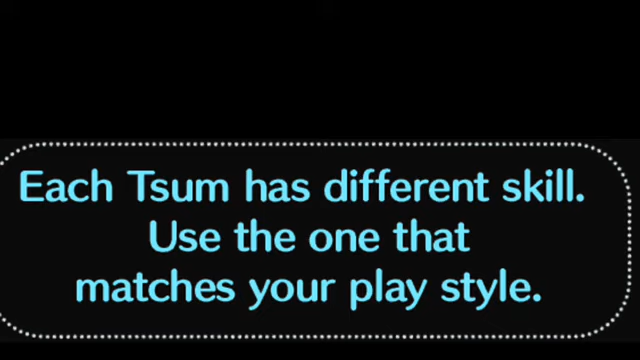 Each Tsum has different skill.
Use the one that
matches your play style.